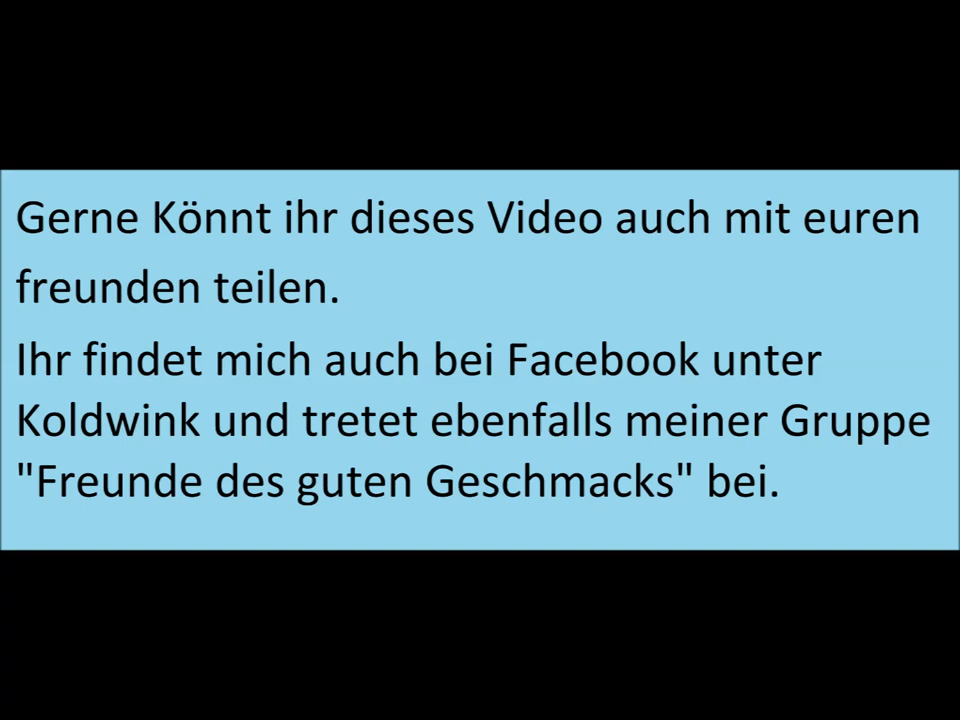 Gerne Könnt ihr dieses Video auch mit euren
freunden teilen.
Ihr findet mich auch bei Facebook unter
Koldwink und tretet ebenfalls meiner Gruppe
"Freunde des guten Geschmacks" bei.